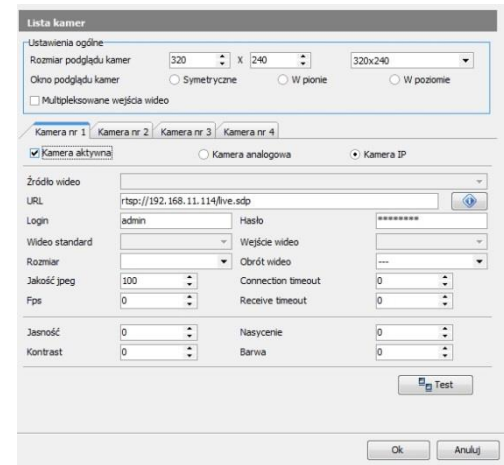 Lista kamer
Ustawienia ogólne
Rozmiar podglądu kamer 320 X 240 320x240
Okno podglądu kamer Symetryczne W pionie W poziomie
Multipleksowane wejścia wideo
Kamera nr 1 Kamera nr 2 Kamera nr 3 Kamera nr 4
Kamera aktywna Kamera analogowa Kamera IP
Źródło wideo
URL rtsp://192.168.11.114/live.sdp
Login admin Hasło ********
Wideo standard Wejście wideo
Rozmiar Obrót wideo ---
Jakość jpeg 100 Connection timeout 0
Fps 0 Receive timeout 0
Jasność 0 Nasycenie 0
Kontrast 0 Barwa 0
Test
Ok Anuluj